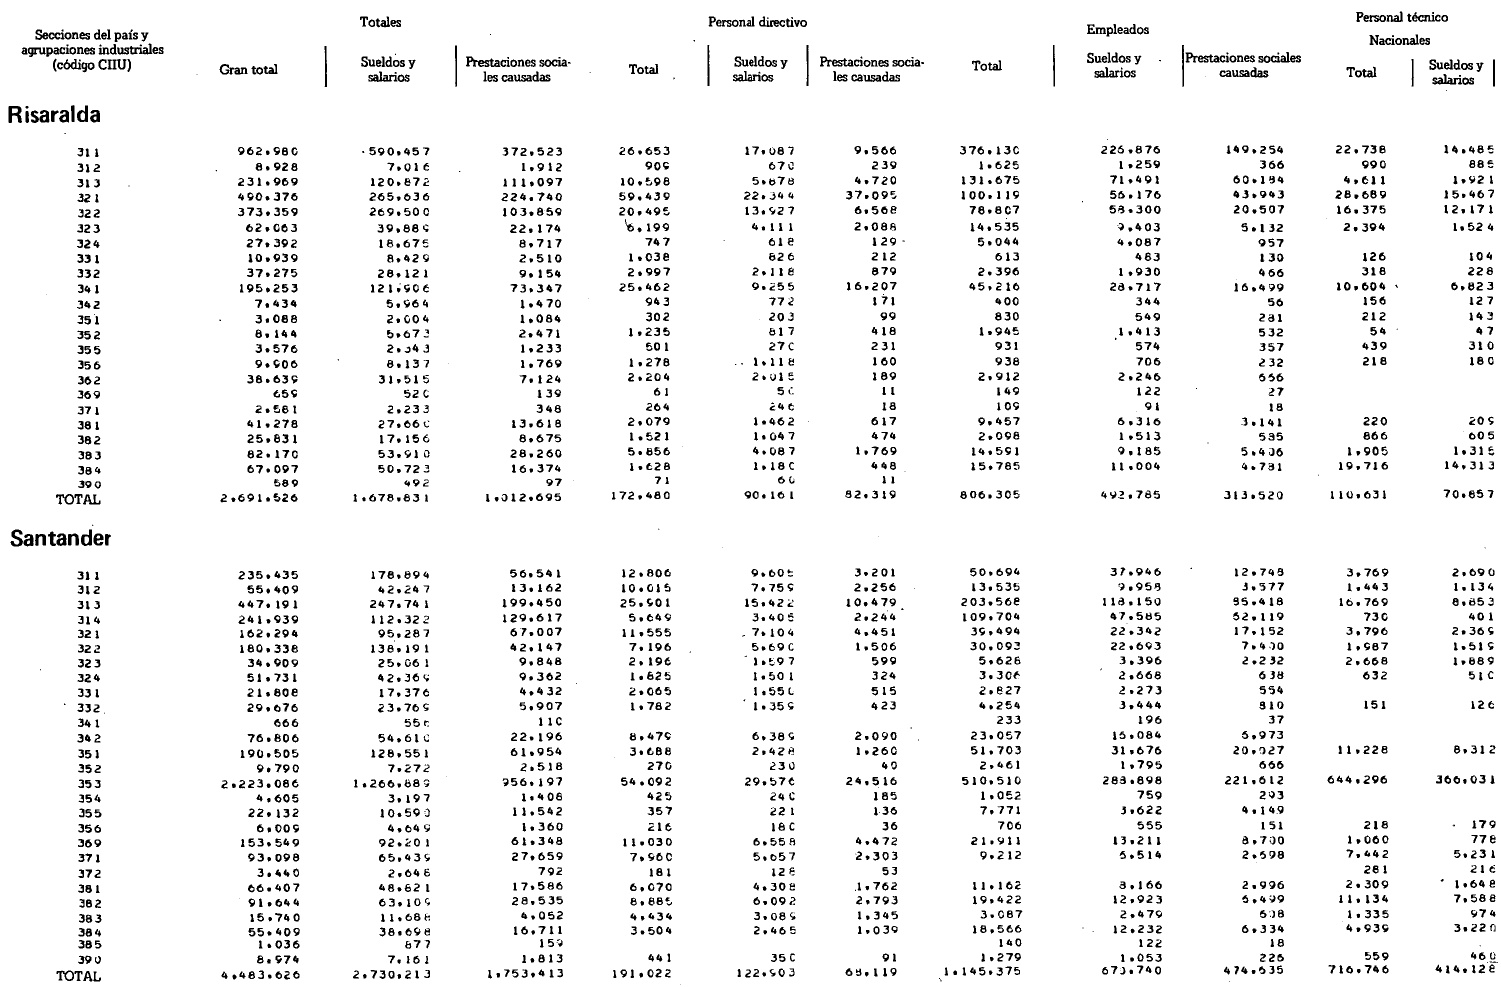 Totales Personal directivo Empleados Personal técnico
Secciones del país y agrupaciones industriales (código CIIU) Nacionales
Gran total Sueldos y salarios Prestaciones sociales causadas Total Sueldos y salarios Prestaciones sociales causadas Total Sueldos y salarios Prestaciones sociales causadas Total Sueldos y salarios
Risaralda
311 962.980 590.457 372.523 26.653 17.087 9.566 376.130 226.876 149.254 22.738 14.485
312 8.928 7.016 1.912 909 670 239 1.625 1.259 366 990 885
313 231.969 120.872 111.097 10.598 5.878 4.720 131.675 71.491 60.184 4.611 1.921
321 490.376 265.636 224.740 59.439 22.344 37.095 100.119 56.176 43.943 28.689 15.467
322 373.359 269.500 103.859 20.495 13.927 6.568 78.807 58.300 20.507 16.375 12.171
323 62.063 39.889 22.174 6.199 4.111 2.088 14.535 9.403 5.132 2.394 1.524
324 27.392 18.675 8.717 747 618 129 5.044 4.087 957
331 10.939 8.429 2.510 1.038 826 212 613 483 130 126 104
332 37.275 28.121 9.154 2.997 2.118 879 2.396 1.930 466 318 228
341 195.253 121.906 73.347 25.462 9.255 16.207 45.216 28.717 16.499 10.604 6.823
342 7.434 5.964 1.470 943 772 171 400 344 56 156 127
351 3.088 2.004 1.084 302 203 99 830 549 281 212 143
352 8.144 5.673 2.471 1.235 817 418 1.945 1.413 532 54 47
355 3.576 2.343 1.233 501 270 231 931 574 357 439 310
356 9.906 8.137 1.769 1.278 1.118 160 938 706 232 218 180
362 38.639 31.515 7.124 2.204 2.015 189 2.912 2.246 666
369 659 520 139 61 50 11 149 122 27
371 2.581 2.233 348 264 246 18 109 91 18
381 41.278 27.660 13.618 2.079 1.462 617 9.457 6.316 3.141 220 209
382 25.831 17.156 8.675 1.521 1.047 474 2.098 1.513 585 866 605
383 82.170 53.910 28.260 5.856 4.087 1.769 14.591 9.185 5.406 1.905 1.315
384 67.097 50.723 16.374 1.628 1.180 448 15.785 11.004 4.781 19.716 14.313
390 589 492 97 71 60 11
TOTAL 2.691.526 1.678.831 1.012.695 172.480 90.161 82.319 806.305 492.785 313.520 110.631 70.857
Santander
311 235.435 178.894 56.541 12.806 9.605 3.201 50.694 37.946 12.748 3.769 2.690
312 55.409 42.247 13.162 10.015 7.759 2.256 13.535 9.958 3.577 1.443 1.134
313 447.191 247.741 199.450 25.901 15.422 10.479 203.568 118.150 85.418 16.769 8.853
314 241.939 112.322 129.617 5.649 3.405 2.244 109.704 47.585 52.119 730 401
321 162.294 95.287 67.007 11.555 7.104 4.451 39.494 22.342 17.152 3.796 2.369
322 180.338 138.191 42.147 7.196 5.690 1.506 30.093 22.693 7.400 1.987 1.519
323 34.909 25.061 9.848 2.196 1.597 599 5.628 3.396 2.232 2.668 1.889
324 51.731 42.369 9.362 1.825 1.501 324 3.306 2.668 638 632 510
331 21.808 17.376 4.432 2.065 1.550 515 2.827 2.273 554
332 29.676 23.769 5.907 1.782 1.359 423 4.254 3.444 810 151 126
341 666 556 110 233 196 37
342 76.806 54.610 22.196 8.479 6.389 2.090 23.057 16.084 6.973
351 190.505 128.551 61.954 3.688 2.428 1.260 51.703 31.676 20.027 11.228 8.312
352 9.790 7.272 2.518 270 230 40 2.461 1.795 666
353 2.223.086 1.266.889 956.197 54.092 29.576 24.516 510.510 288.898 221.612 644.296 366.031
354 4.605 3.197 1.408 425 240 185 1.052 759 293
355 22.132 10.590 11.542 357 221 136 7.771 3.622 4.149
356 6.009 4.649 1.360 216 180 36 706 555 151 218 179
369 153.549 92.201 61.348 11.030 6.558 4.472 21.911 13.211 8.700 1.060 778
371 93.098 65.439 27.659 7.960 5.657 2.303 9.212 6.514 2.698 7.442 5.231
372 3.440 2.648 792 181 128 53 281 216
381 66.407 48.821 17.586 6.070 4.308 1.762 11.162 8.166 2.996 2.309 1.648
382 91.644 63.109 28.535 8.885 6.092 2.793 19.422 12.923 6.499 11.134 7.588
383 15.740 11.688 4.052 4.434 3.089 1.345 3.087 2.479 608 1.335 974
384 55.409 38.698 16.711 3.504 2.465 1.039 18.566 12.232 6.334 4.939 3.220
385 1.036 877 159 140 122 18
390 8.974 7.161 1.813 441 350 91 1.279 1.053 226 559 460
TOTAL 4.483.626 2.730.213 1.753.413 191.022 122.903 68.119 1.145.375 670.740 474.635 716.746 414.128